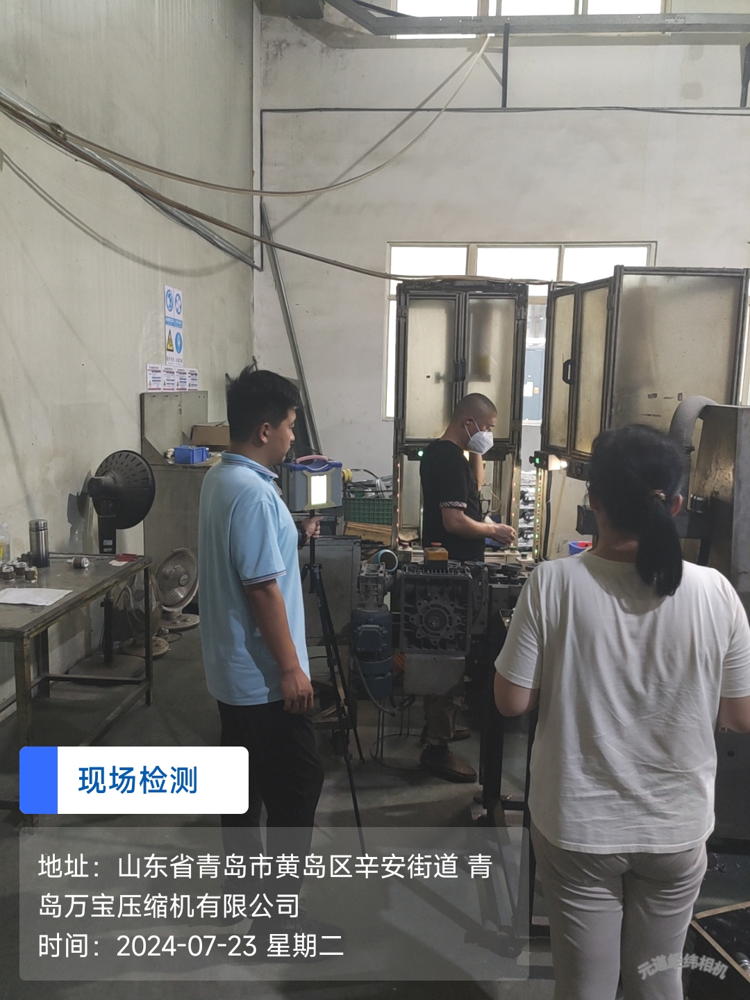 现场检测
地址：山东省青岛市黄岛区辛安街道 青
岛万宝压缩机有限公司
时间：2024-07-23 星期二
元道经纬相机